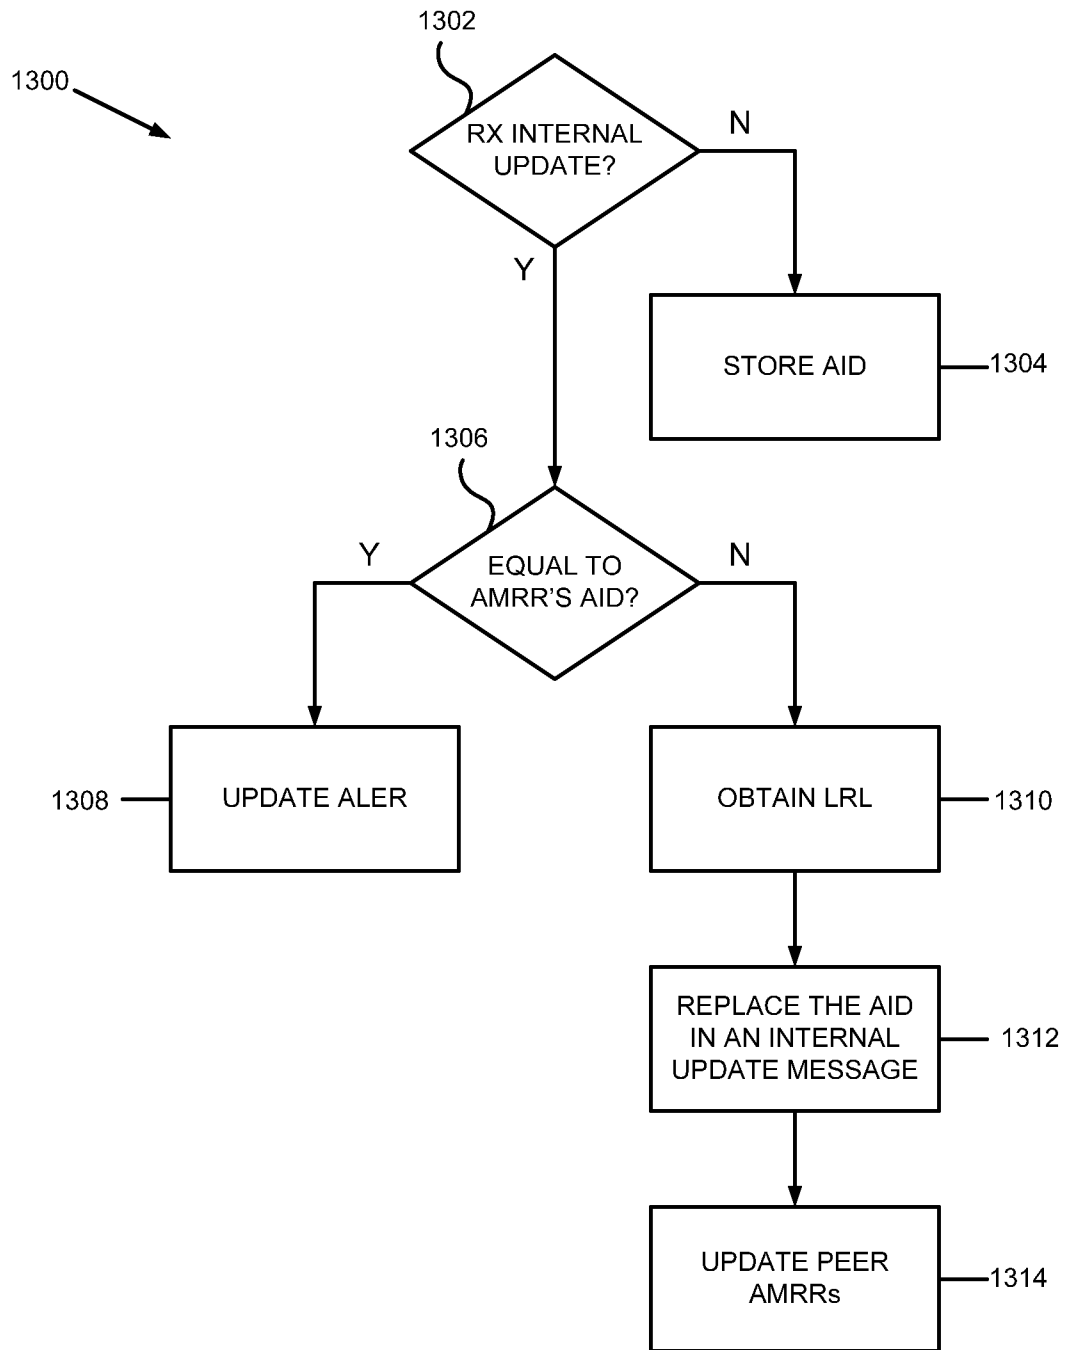 1302
1300
RX INTERNAL
UPDATE?
N
Y
STORE AID
1304
1306
Y
EQUAL TO
AMRR'S AID?
N
1308
UPDATE ALER
OBTAIN LRL
1310
REPLACE THE AID
IN AN INTERNAL
UPDATE MESSAGE
1312
UPDATE PEER
AMRRs
1314